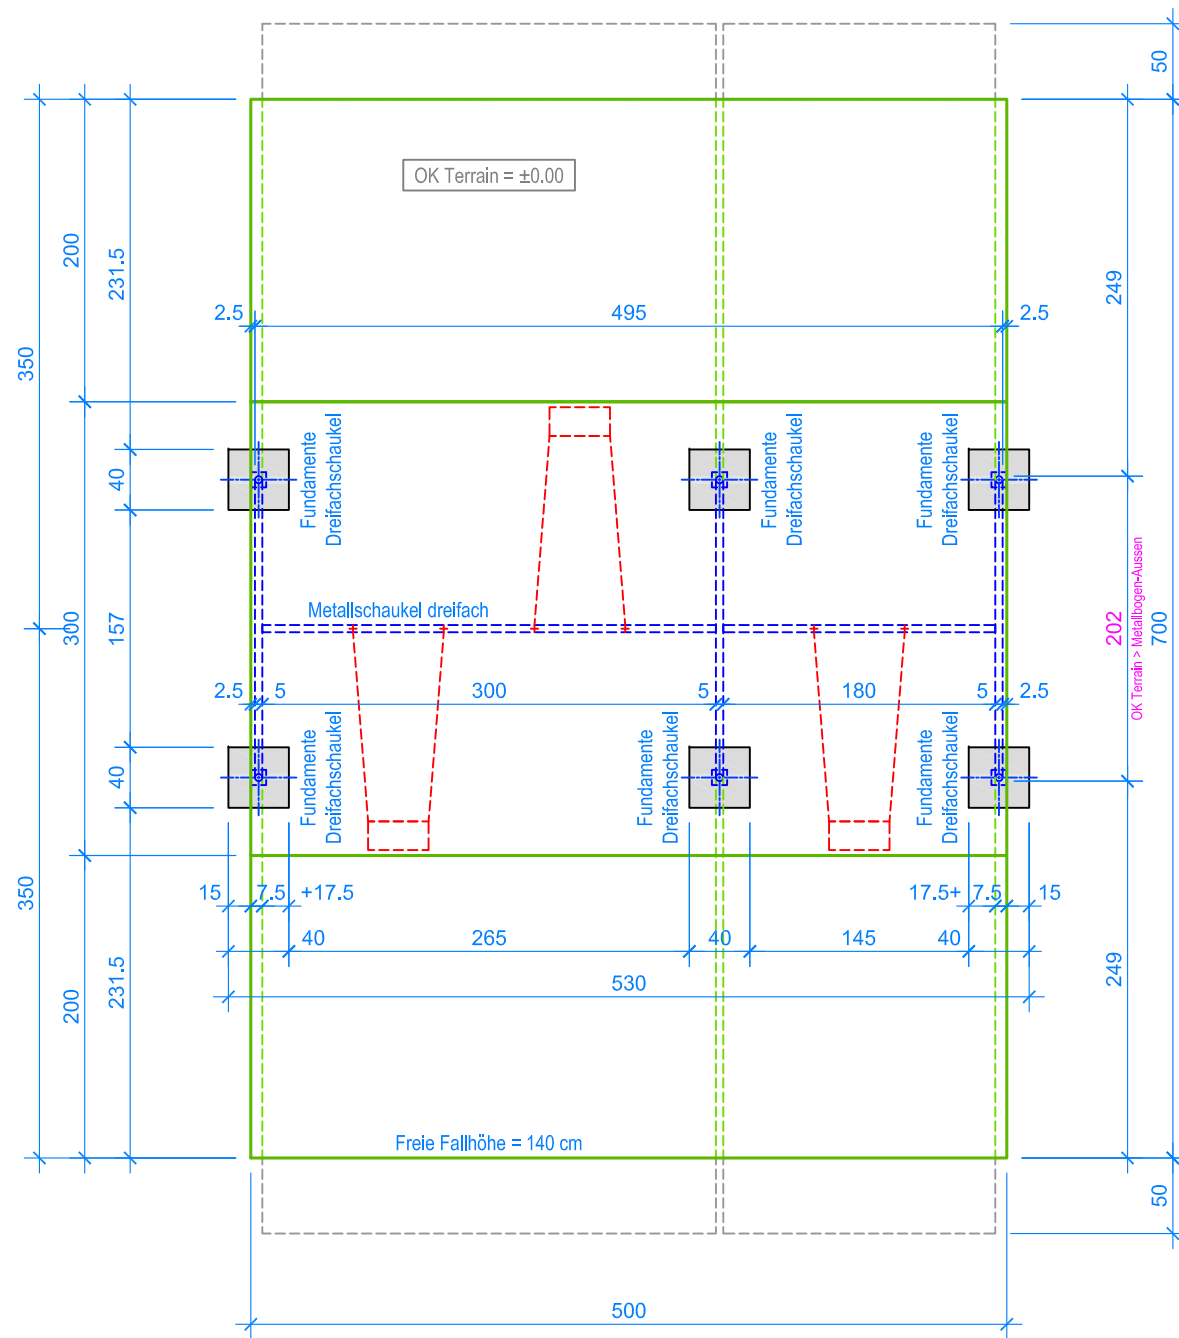 50
OK Terrain = ±0.00
200
231.5
249
2.5
495
2.5
350
Fundamente
Dreifachschaukel
Fundamente
Dreifachschaukel
Fundamente
Dreifachschaukel
40
Metallschaukel dreifach
300
157
202
OK Terrain > Metallbogen-Aussen
700
2.5
5
300
5
180
5
2.5
Fundamente
Dreifachschaukel
Fundamente
Dreifachschaukel
Fundamente
Dreifachschaukel
40
350
15
7.5
+17.5
17.5+
7.5
15
40
265
40
145
40
530
200
231.5
249
Freie Fallhöhe = 140 cm
50
500